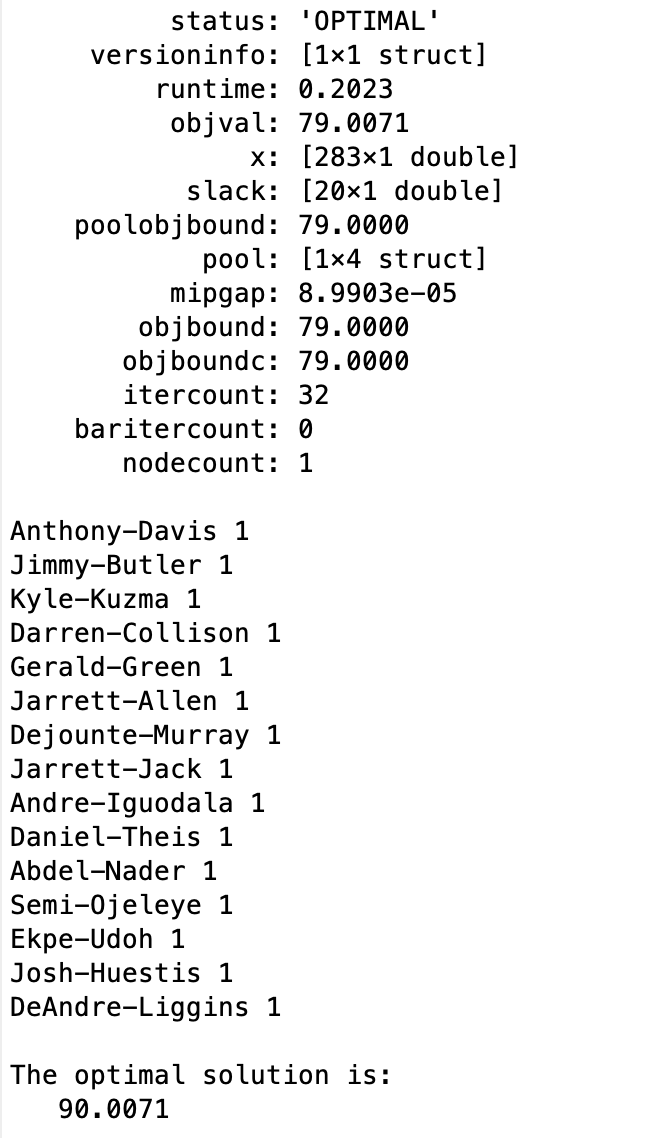 status: 'OPTIMAL'
versioninfo: [1×1 struct]
runtime: 0.2023
objval: 79.0071
x: [283×1 double]
slack: [20×1 double]
poolobjbound: 79.0000
pool: [1×4 struct]
mipgap: 8.9903e-05
objbound: 79.0000
objboundc: 79.0000
itercount: 32
baritercount: 0
nodecount: 1
Anthony-Davis 1
Jimmy-Butler 1
Kyle-Kuzma 1
Darren-Collison 1
Gerald-Green 1
Jarrett-Allen 1
Dejounte-Murray 1
Jarrett-Jack 1
Andre-Iguodala 1
Daniel-Theis 1
Abdel-Nader 1
Semi-Ojeleye 1
Ekpe-Udoh 1
Josh-Huestis 1
DeAndre-Liggins 1
The optimal solution is:
90.0071